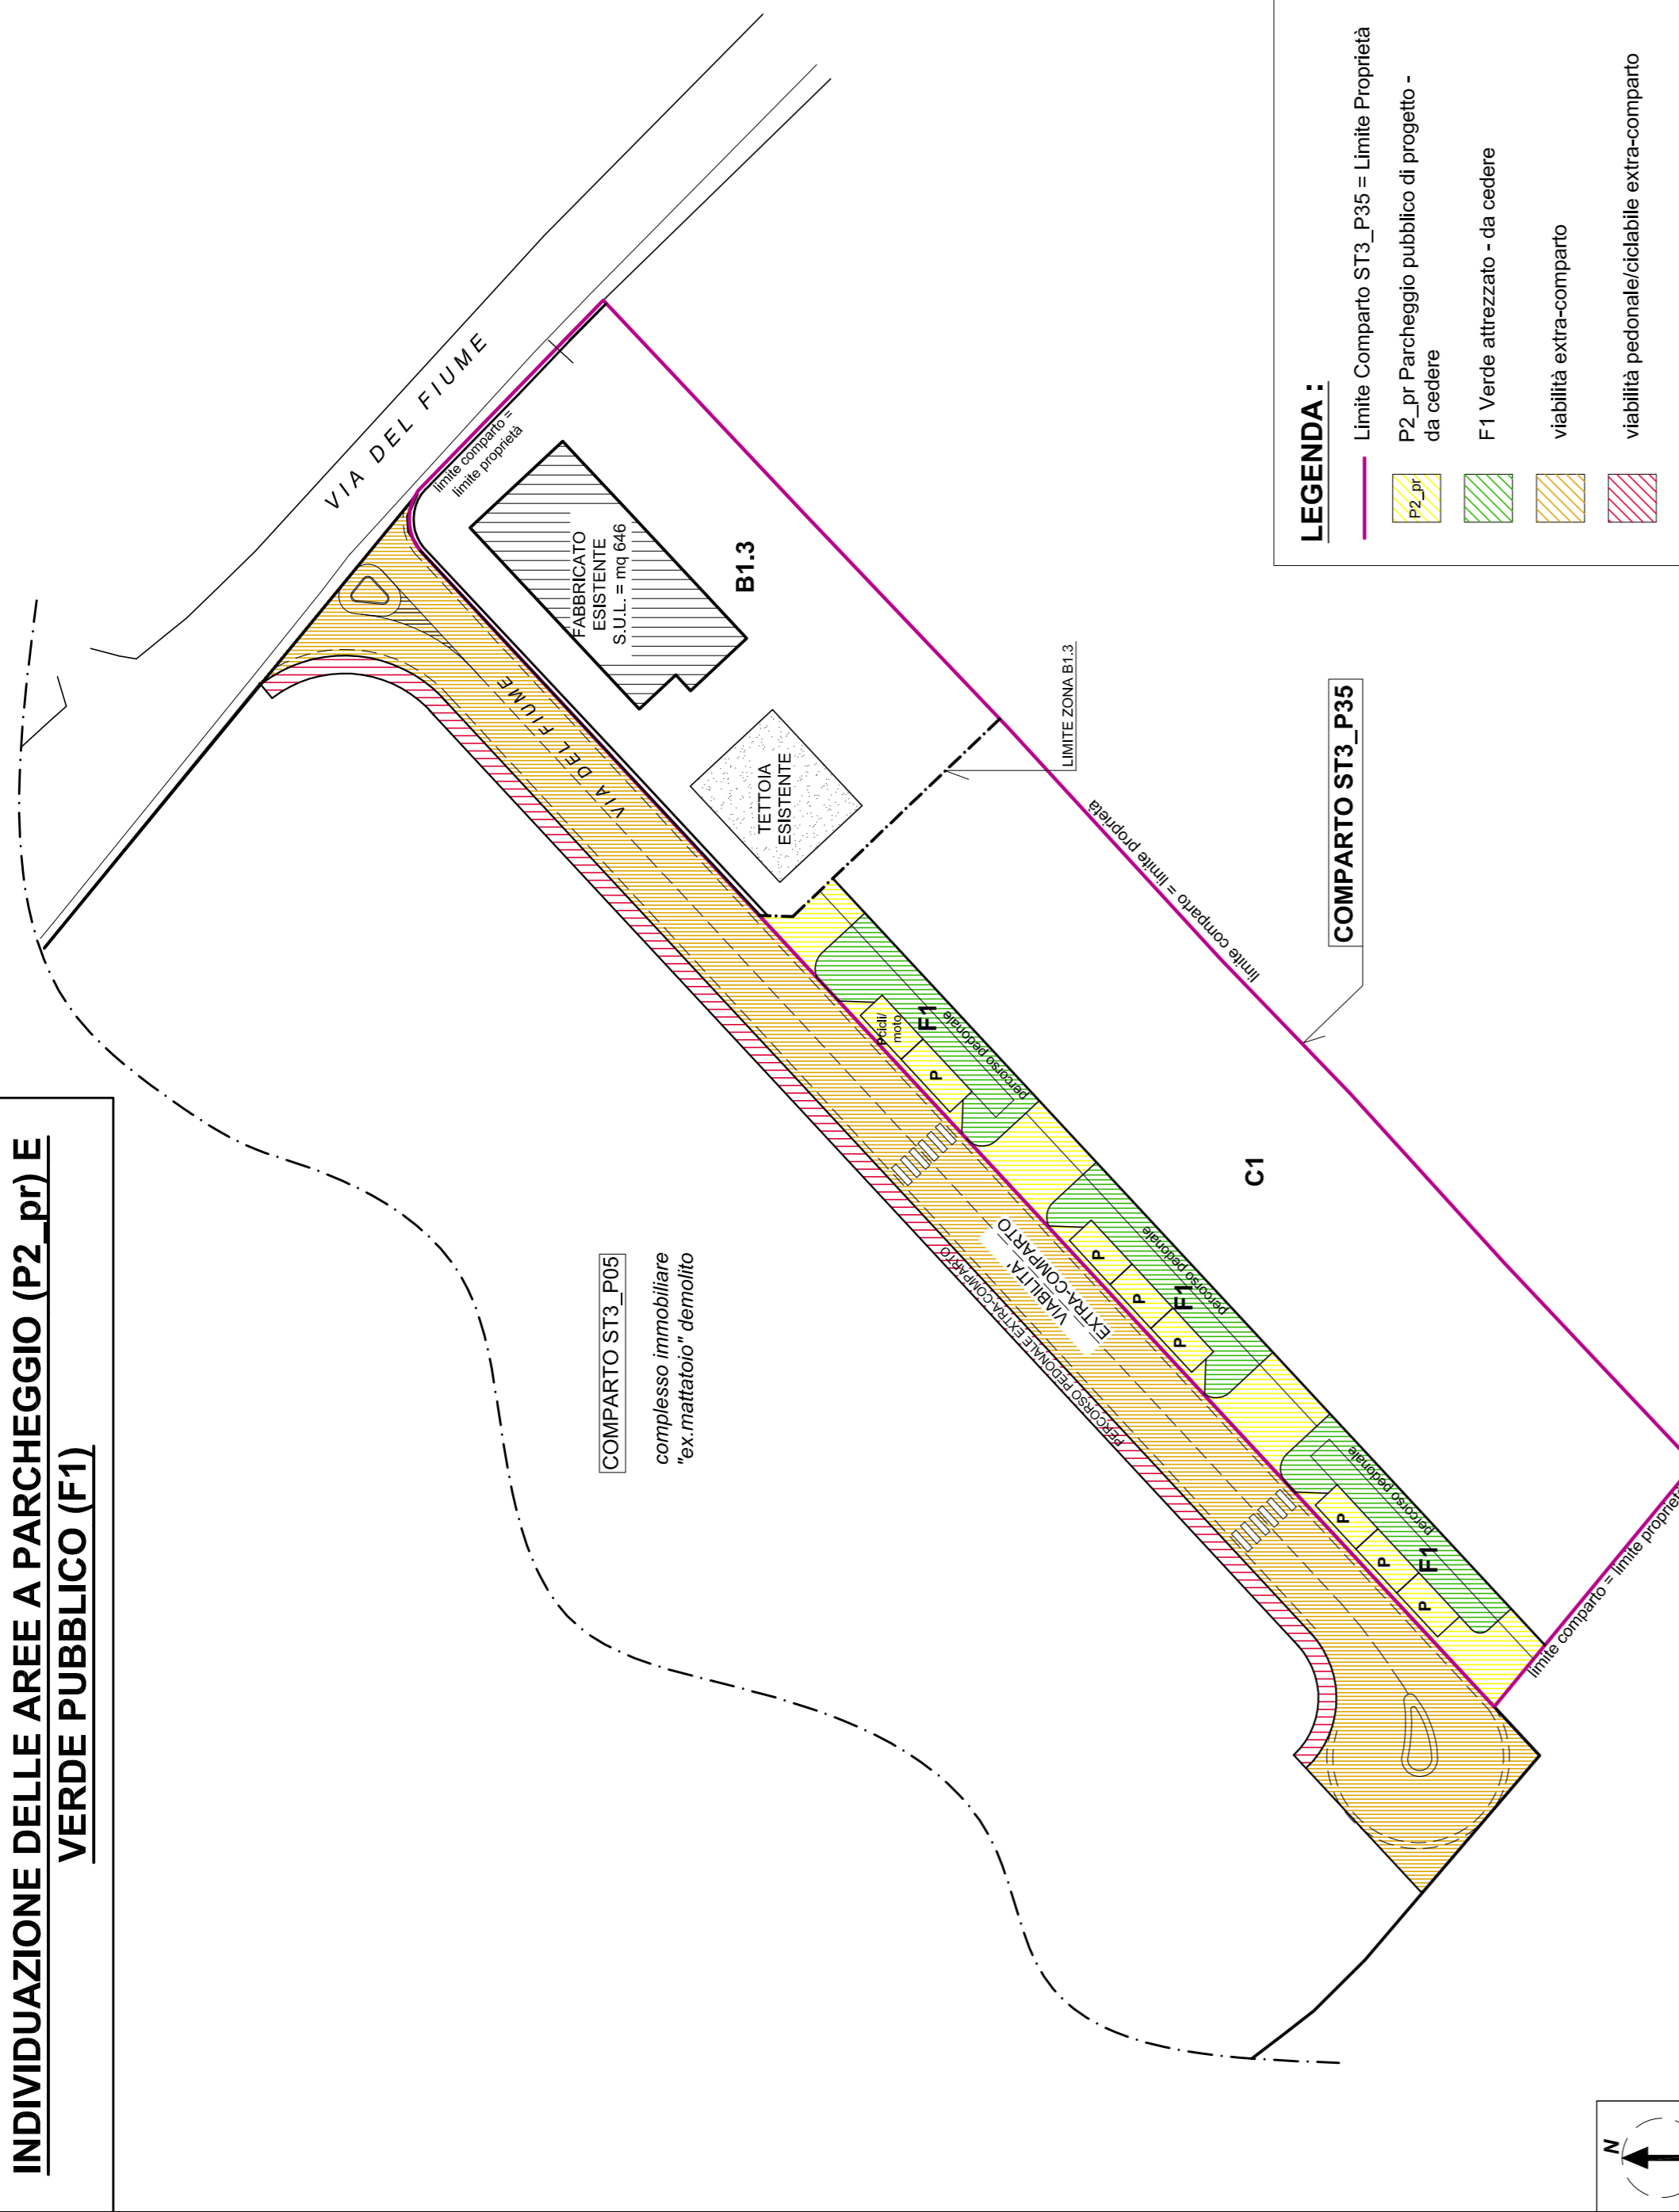 INDIVIDUAZIONE DELLE AREE A PARCHEGGIO (P2_pr) E
VERDE PUBBLICO (F1)
VIA DEL FIUME
limite comparto =
limite proprietà
FABBRICATO
ESISTENTE
S.U.L. = mq 646
B1.3
VIA DEL FIUME
TETTOIA
ESISTENTE
LIMITE ZONA B1.3
limite proprietà = limite comparto
COMPARTO ST3_P35
COMPARTO ST3_P05
complesso immobiliare
"ex.mattatoio" demolito
cicli/
moto
P
F1
percorso pedonale
VIABILITA'
EXTRA-COMPARTO
PERCORSO PEDONALE EXTRA-COMPARTO
P
P
P
F1
percorso pedonale
C1
P
P
P
F1
percorso pedonale
limite comparto = limite proprietà
LEGENDA :
Limite Comparto ST3_P35 = Limite Proprietà
P2_pr
P2_pr Parcheggio pubblico di progetto -
da cedere
F1 Verde attrezzato - da cedere
viabilità extra-comparto
viabilità pedonale/ciclabile extra-comparto
N